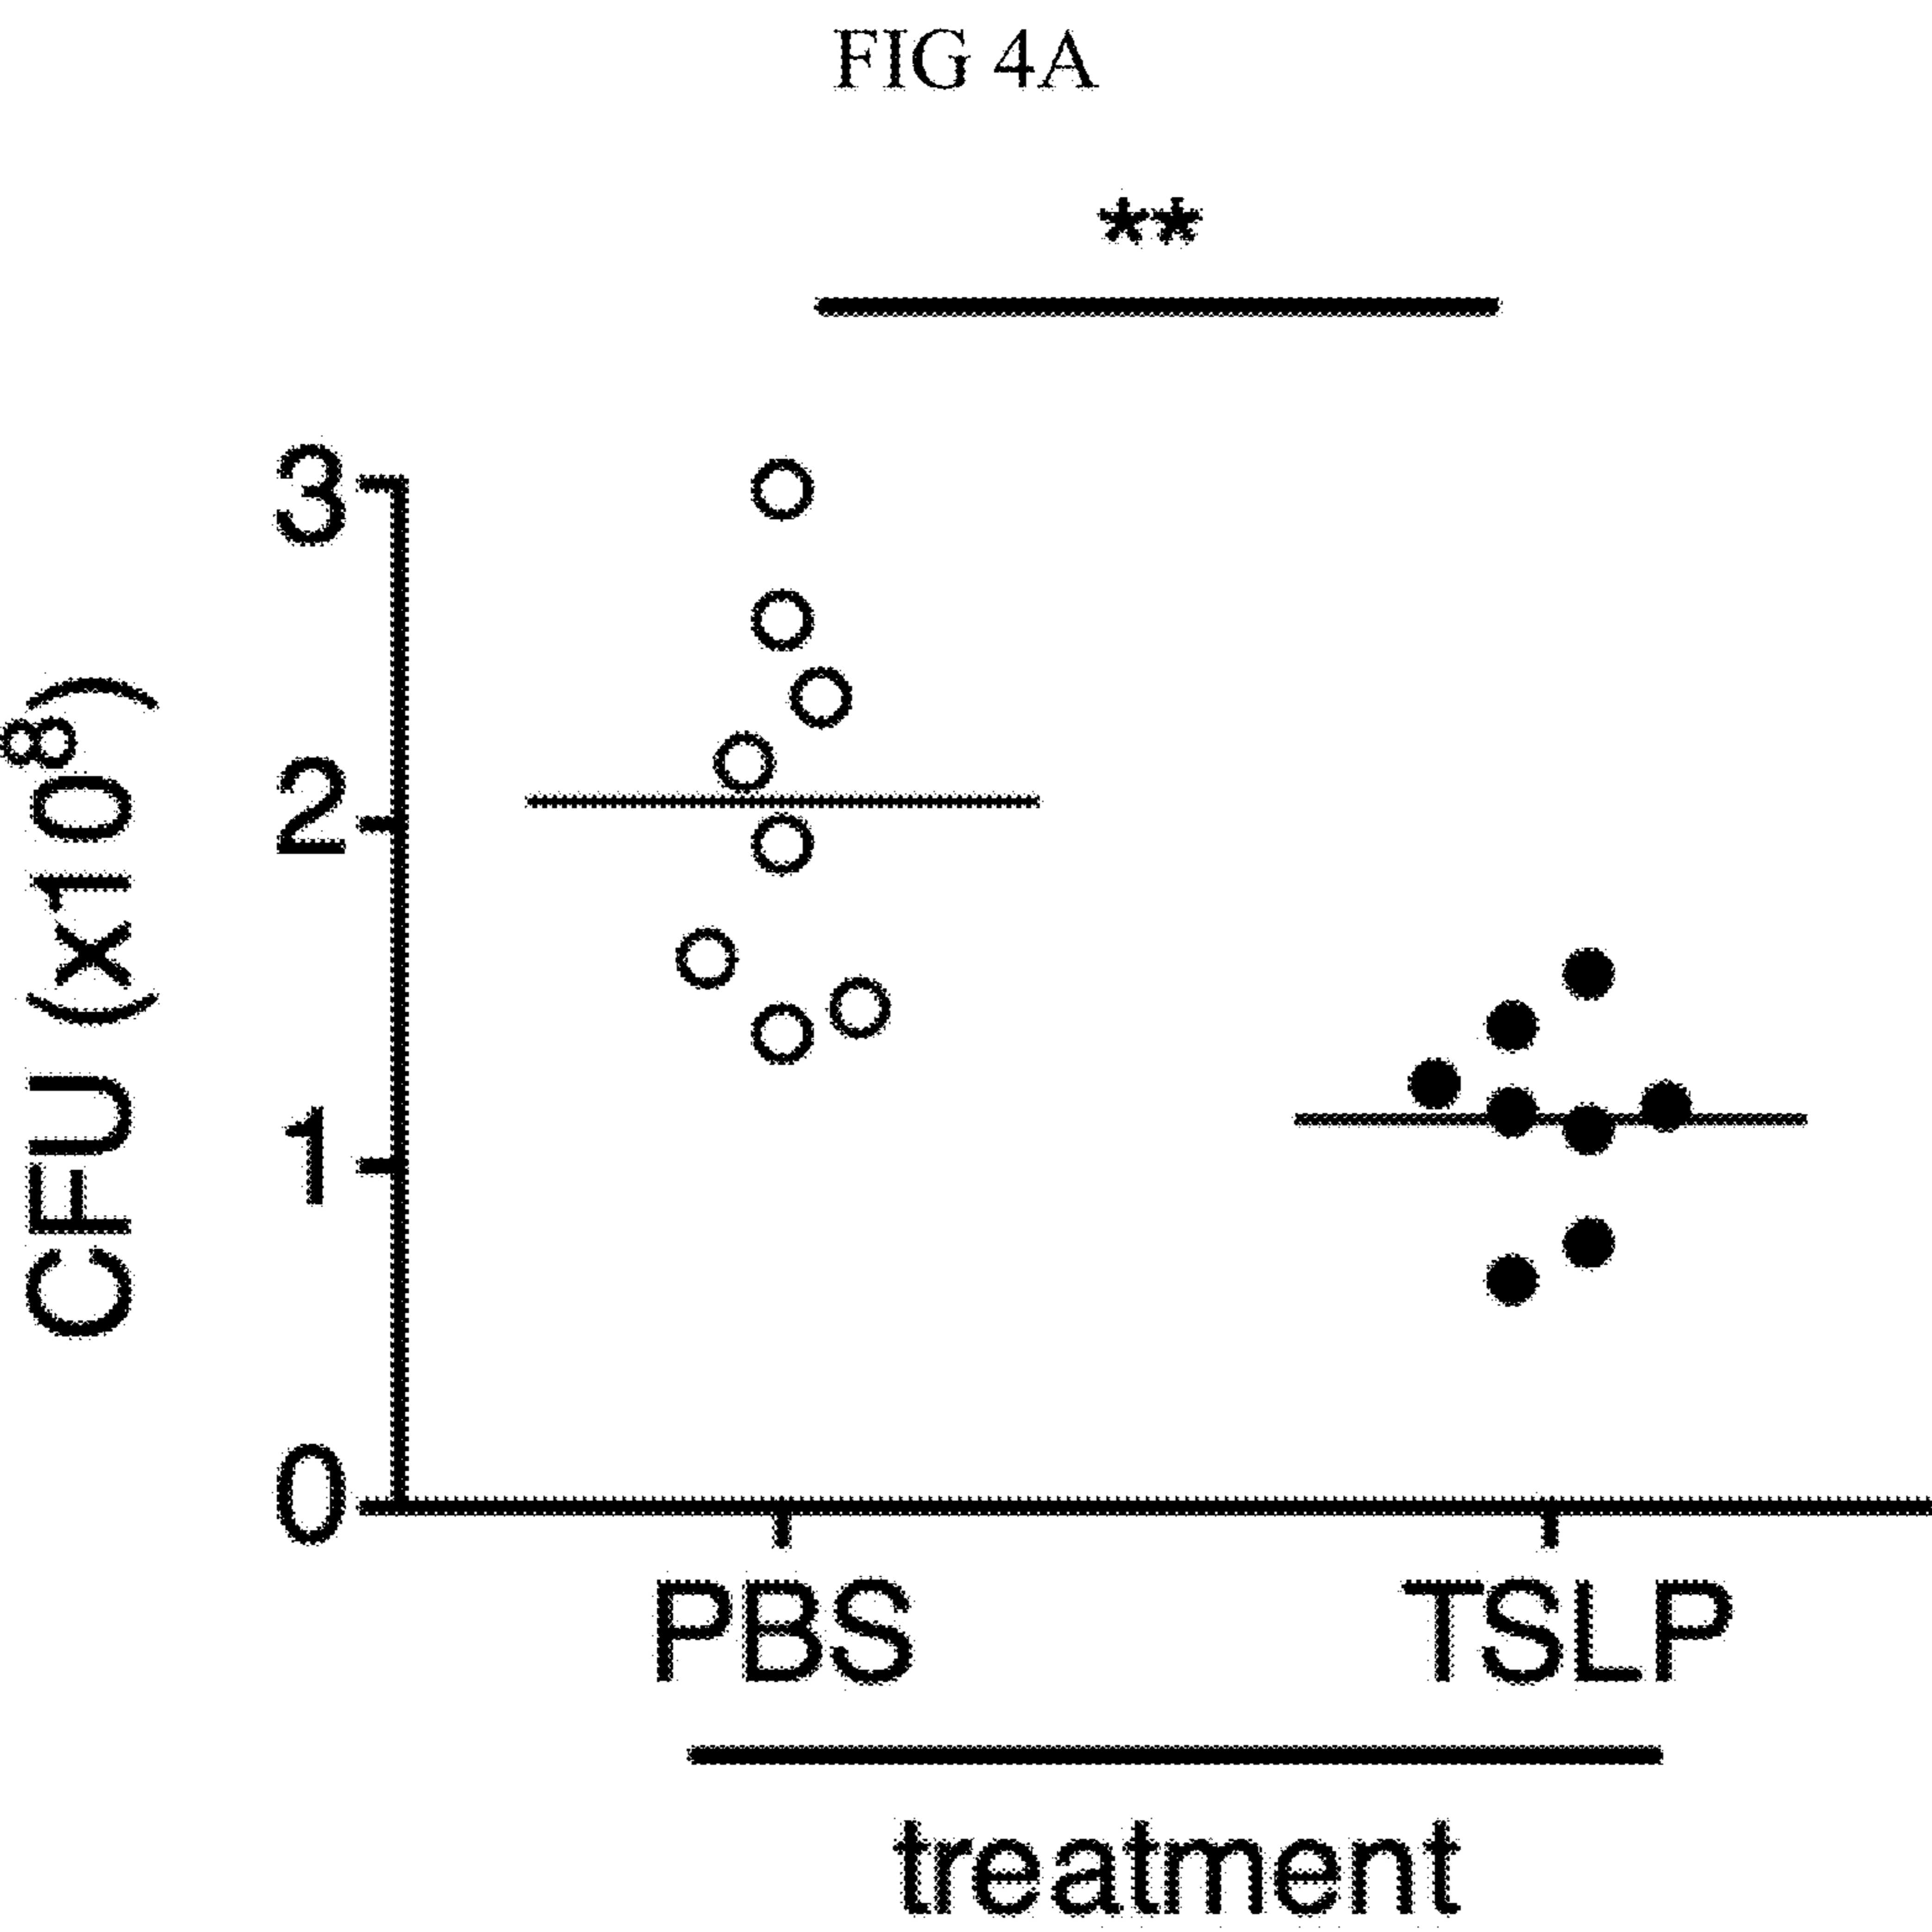 FIG 4A
**
CFU (x10⁸)
3
2
1
0
PBS TSLP
treatment